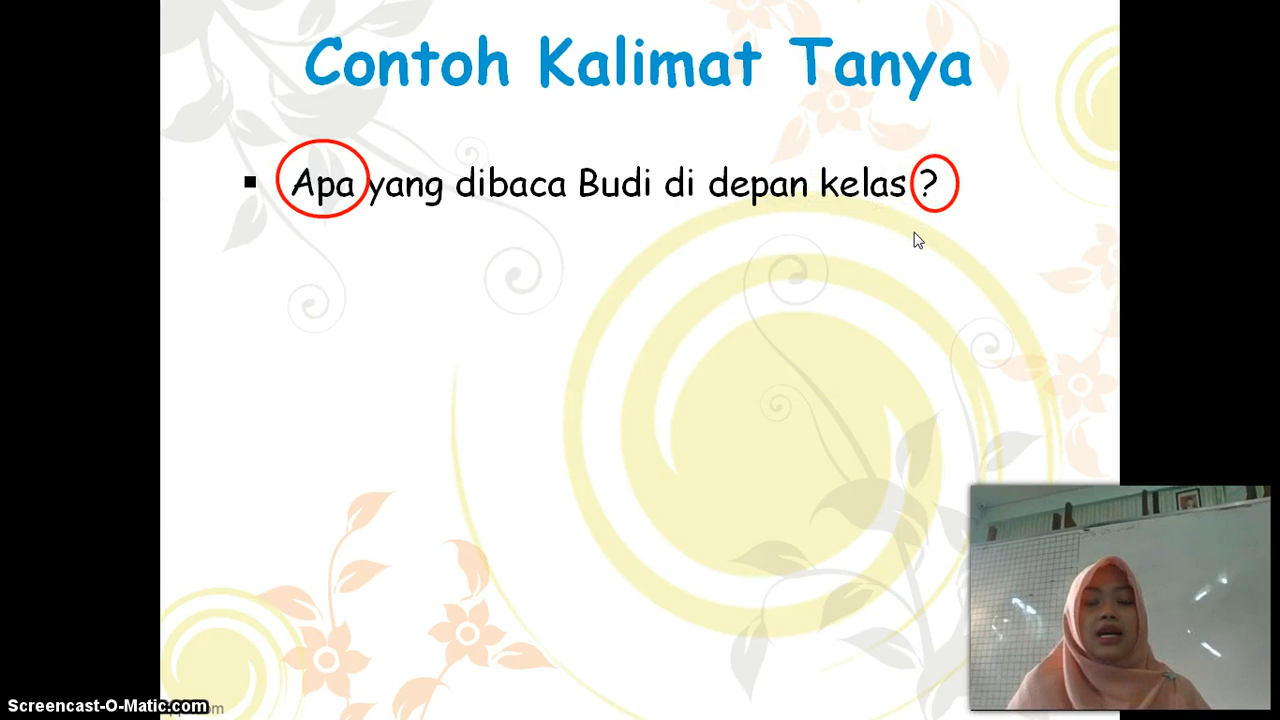 Contoh Kalimat Tanya
▪ Apa yang dibaca Budi di depan kelas ?
Screencast-O-Matic.com